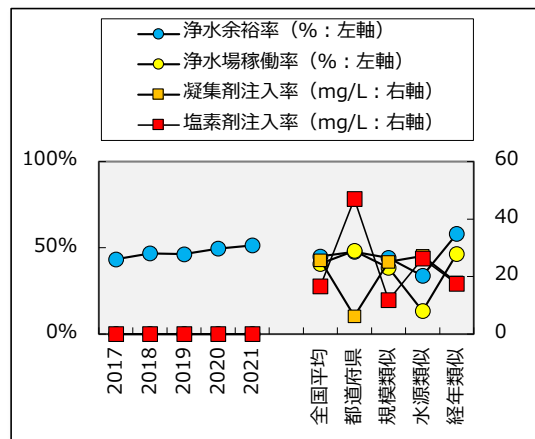 浄水余裕率（%：左軸）
浄水場稼働率（%：左軸）
凝集剤注入率（mg/L：右軸）
塩素剤注入率（mg/L：右軸）
100% 60
40
50%
20
0% 0
2017 2018 2019 2020 2021 全国平均 都道府県 規模類似 水源類似 経年類似